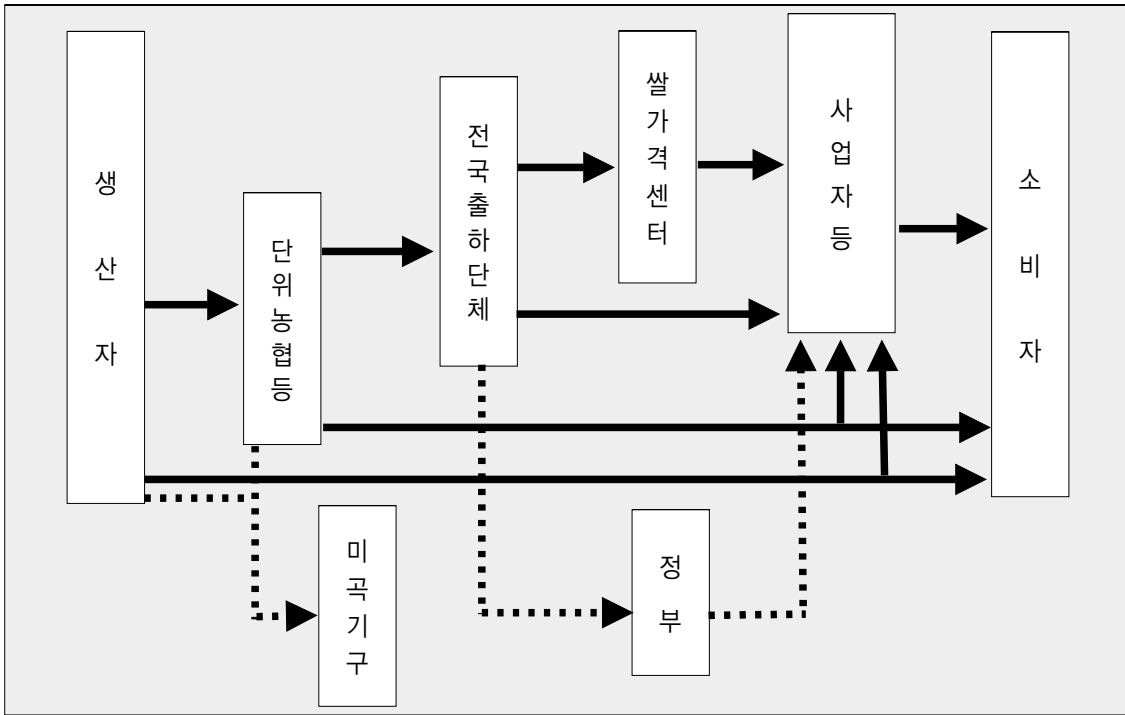 생산자
단위농협등
전국출하단체
쌀가격센터
사업자등
소비자
미곡기구
정부